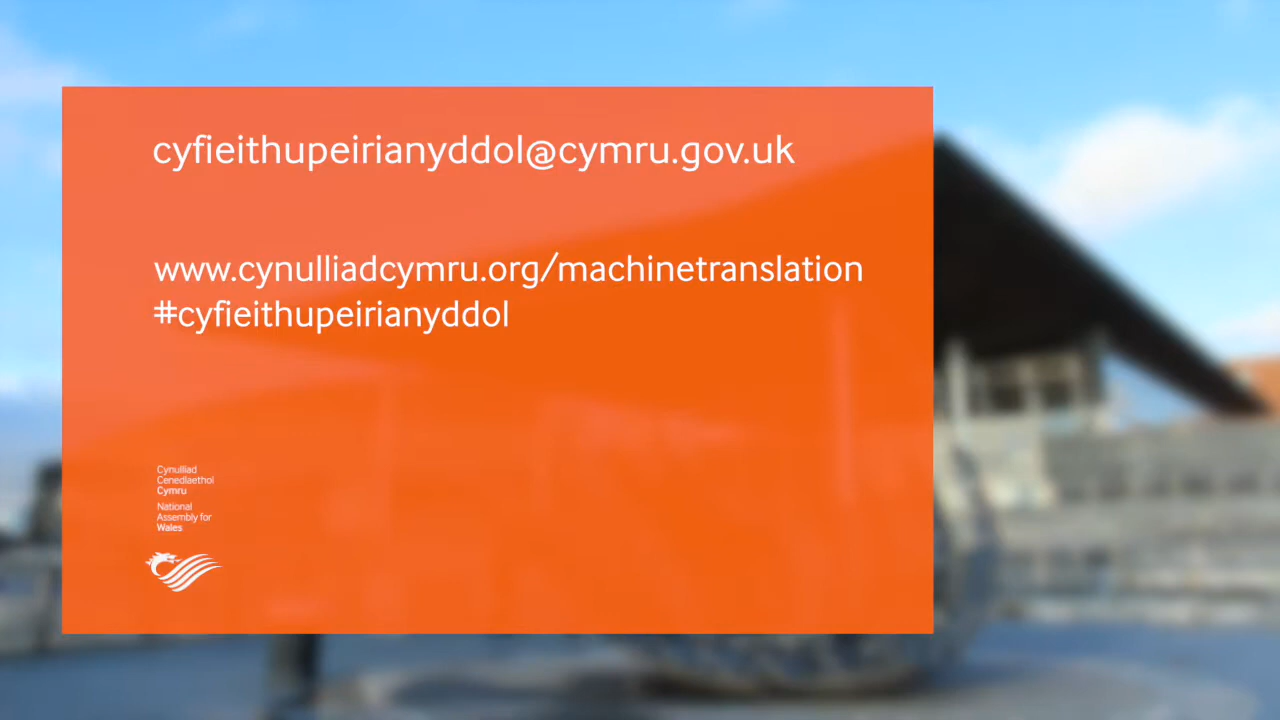 cyfieithupeirianyddol@cymru.gov.uk
www.cynulliadcymru.org/machinetranslation
#cyfieithupeirianyddol
Cynulliad
Cenedlaethol
Cymru
National
Assembly for
Wales